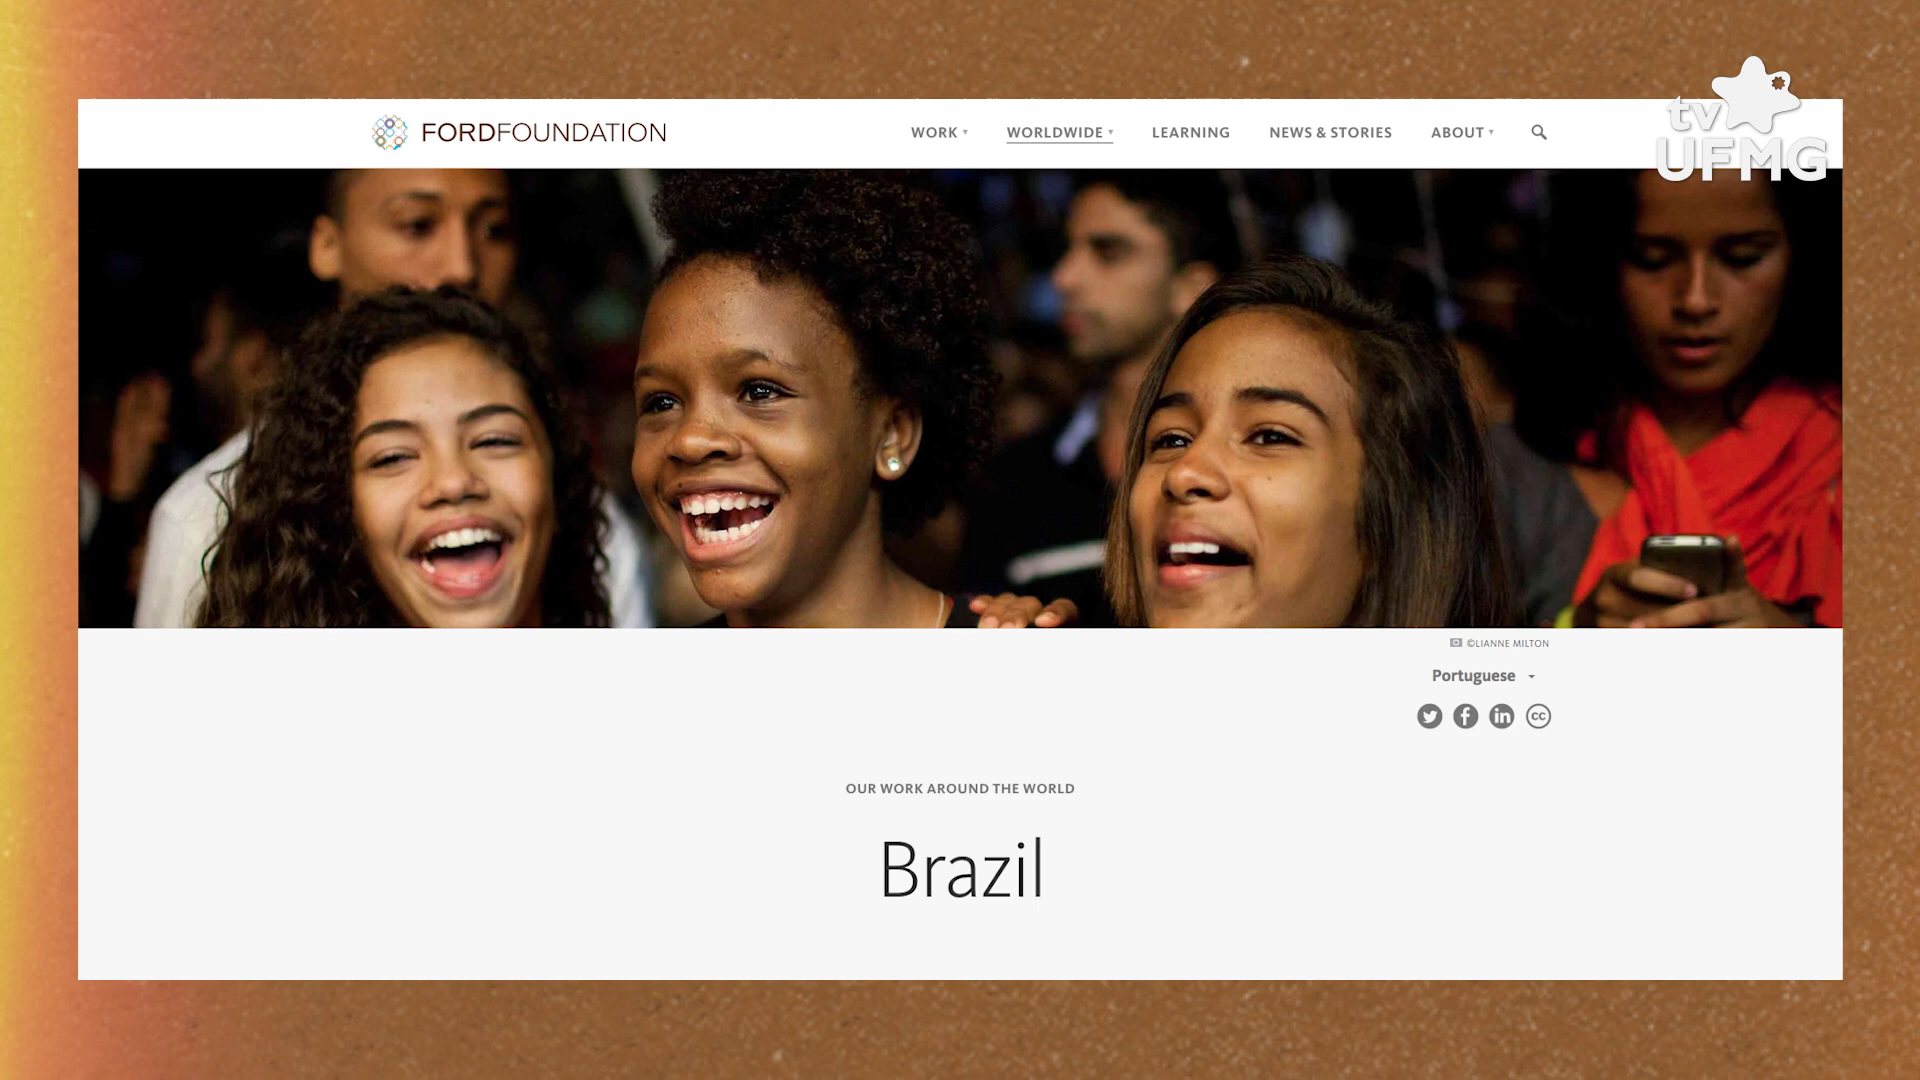 tv
UFMG
FORDFOUNDATION
WORK WORLDWIDE LEARNING NEWS & STORIES ABOUT
©LIANNE MILTON
Portuguese
OUR WORK AROUND THE WORLD
Brazil